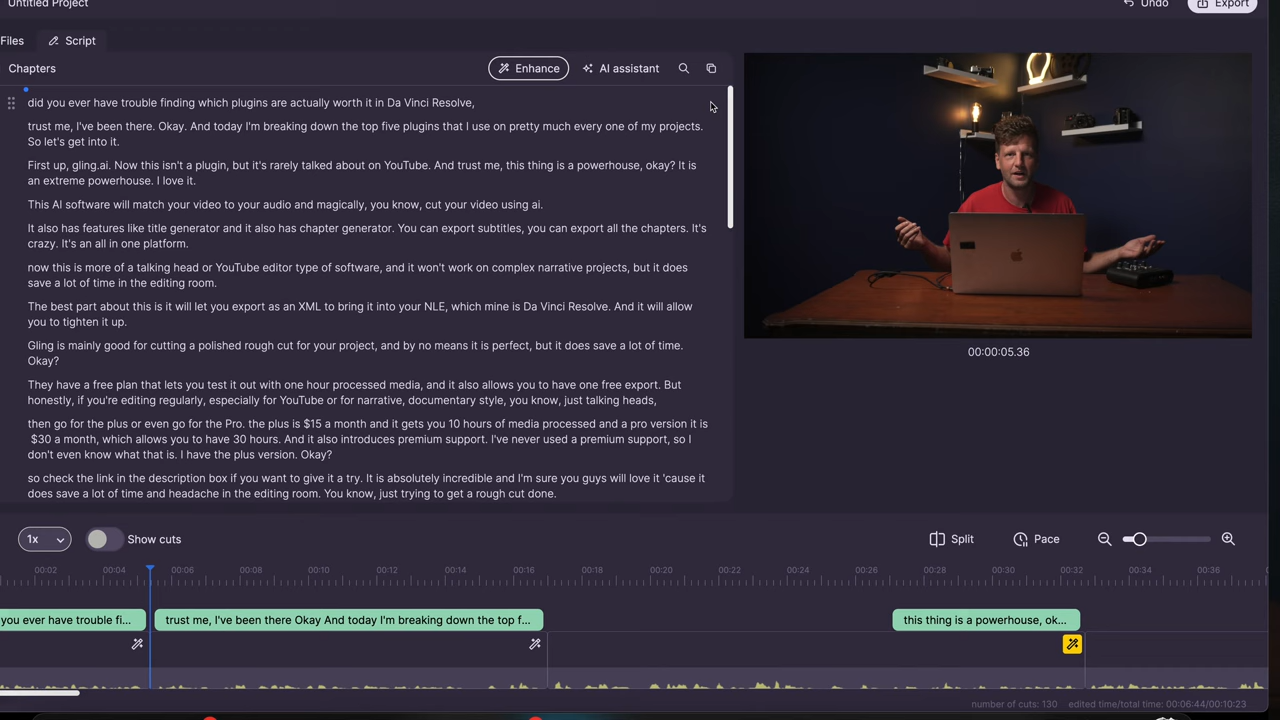 Untitled Project
Undo
Export
Files
Script
Chapters
Enhance
AI assistant
did you ever have trouble finding which plugins are actually worth it in Da Vinci Resolve,
trust me, I've been there. Okay. And today I'm breaking down the top five plugins that I use on pretty much every one of my projects.
So let's get into it.
First up, gling.ai. Now this isn't a plugin, but it's rarely talked about on YouTube. And trust me, this thing is a powerhouse, okay? It is
an extreme powerhouse. I love it.
This AI software will match your video to your audio and magically, you know, cut your video using ai.
It also has features like title generator and it also has chapter generator. You can export subtitles, you can export all the chapters. It's
crazy. It's an all in one platform.
now this is more of a talking head or YouTube editor type of software, and it won't work on complex narrative projects, but it does
save a lot of time in the editing room.
The best part about this is it will let you export as an XML to bring it into your NLE, which mine is Da Vinci Resolve. And it will allow
you to tighten it up.
Gling is mainly good for cutting a polished rough cut for your project, and by no means it is perfect, but it does save a lot of time.
Okay?
They have a free plan that lets you test it out with one hour processed media, and it also allows you to have one free export. But
honestly, if you're editing regularly, especially for YouTube or for narrative, documentary style, you know, just talking heads,
then go for the plus or even go for the Pro. the plus is $15 a month and it gets you 10 hours of media processed and a pro version it is
$30 a month, which allows you to have 30 hours. And it also introduces premium support. I've never used a premium support, so I
don't even know what that is. I have the plus version. Okay?
so check the link in the description box if you want to give it a try. It is absolutely incredible and I'm sure you guys will love it 'cause it
does save a lot of time and headache in the editing room. You know, just trying to get a rough cut done.
00:00:05.36
1x
Show cuts
Split
Pace
00:02
00:04
00:06
00:08
00:10
00:12
00:14
00:16
00:18
00:20
00:22
00:24
00:26
00:28
00:30
00:32
00:34
00:36
you ever have trouble fi...
trust me, I've been there Okay And today I'm breaking down the top f...
this thing is a powerhouse, ok...
number of cuts: 130
edited time/total time: 00:06:44/00:10:23